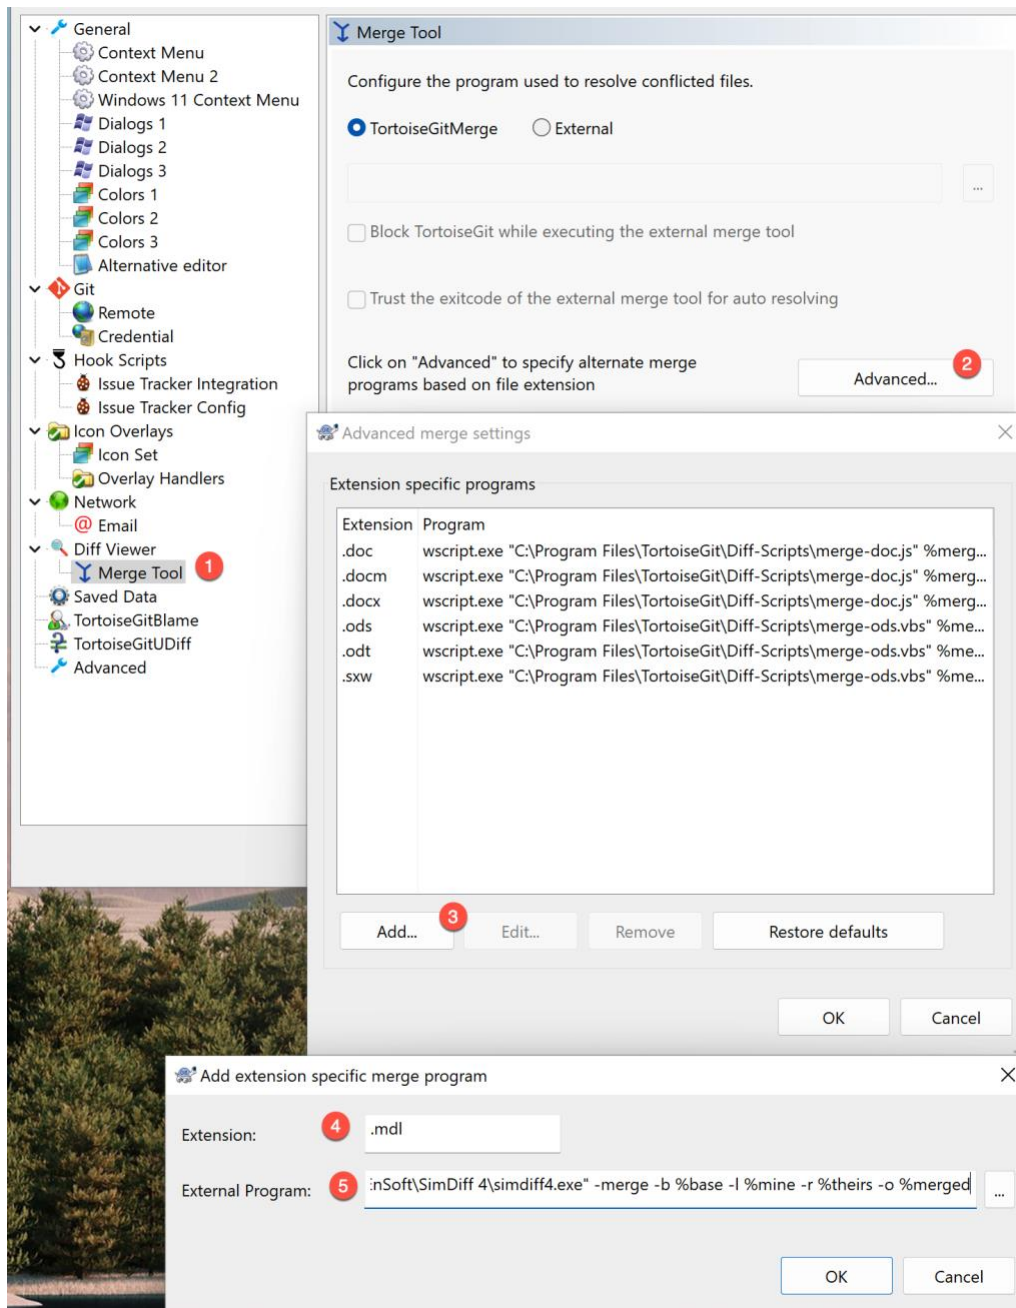 General
Context Menu
Context Menu 2
Windows 11 Context Menu
Dialogs 1
Dialogs 2
Dialogs 3
Colors 1
Colors 2
Colors 3
Alternative editor
Git
Remote
Credential
Hook Scripts
Issue Tracker Integration
Issue Tracker Config
Icon Overlays
Icon Set
Overlay Handlers
Network
Email
Diff Viewer
Merge Tool 1
Saved Data
TortoiseGitBlame
TortoiseGitUDiff
Advanced
Merge Tool
Configure the program used to resolve conflicted files.
TortoiseGitMerge External
...
Block TortoiseGit while executing the external merge tool
Trust the exitcode of the external merge tool for auto resolving
Click on "Advanced" to specify alternate merge
programs based on file extension
Advanced... 2
Advanced merge settings
Extension specific programs
Extension Program
.doc wscript.exe "C:\Program Files\TortoiseGit\Diff-Scripts\merge-doc.js" %merg...
.docm wscript.exe "C:\Program Files\TortoiseGit\Diff-Scripts\merge-doc.js" %merg...
.docx wscript.exe "C:\Program Files\TortoiseGit\Diff-Scripts\merge-doc.js" %merg...
.ods wscript.exe "C:\Program Files\TortoiseGit\Diff-Scripts\merge-ods.vbs" %me...
.odt wscript.exe "C:\Program Files\TortoiseGit\Diff-Scripts\merge-ods.vbs" %me...
.sxw wscript.exe "C:\Program Files\TortoiseGit\Diff-Scripts\merge-ods.vbs" %me...
Add... 3 Edit... Remove Restore defaults
OK Cancel
Add extension specific merge program
Extension: 4 .mdl
External Program: 5 nSoft\SimDiff 4\simdiff4.exe" -merge -b %base -l %mine -r %theirs -o %merged ...
OK Cancel